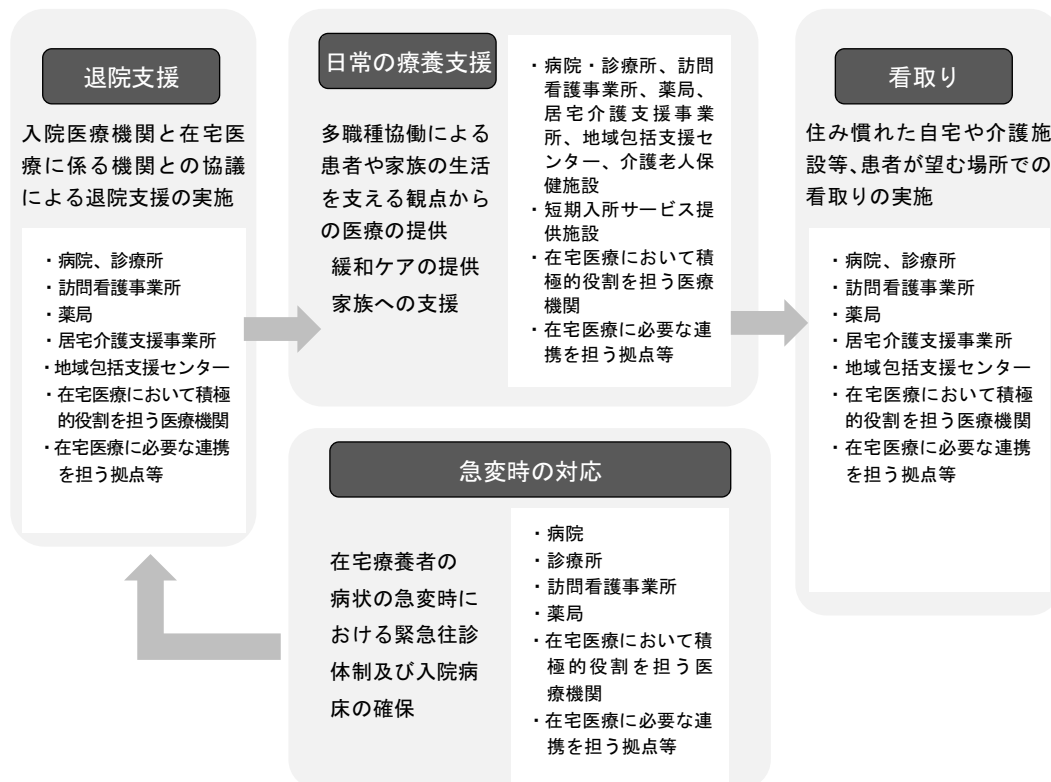 退院支援
入院医療機関と在宅医
療に係る機関との協議
による退院支援の実施
・病院、診療所
・訪問看護事業所
・薬局
・居宅介護支援事業所
・地域包括支援センター
・在宅医療において積極
的役割を担う医療機関
・在宅医療に必要な連携
を担う拠点等
日常の療養支援
多職種協働による
患者や家族の生活
を支える観点から
の医療の提供
緩和ケアの提供
家族への支援
・病院・診療所、訪問
看護事業所、薬局、
居宅介護支援事業
所、地域包括支援セ
ンター、介護老人保
健施設
・短期入所サービス提
供施設
・在宅医療において積
極的役割を担う医療
機関
・在宅医療に必要な連
携を担う拠点等
看取り
住み慣れた自宅や介護施
設等、患者が望む場所での
看取りの実施
・病院、診療所
・訪問看護事業所
・薬局
・居宅介護支援事業所
・地域包括支援センター
・在宅医療において積極
的役割を担う医療機関
・在宅医療に必要な連携
を担う拠点等
急変時の対応
在宅療養者の
病状の急変時に
おける緊急往診
体制及び入院病
床の確保
・病院
・診療所
・訪問看護事業所
・薬局
・在宅医療において積
極的役割を担う医
療機関
・在宅医療に必要な連
携を担う拠点等